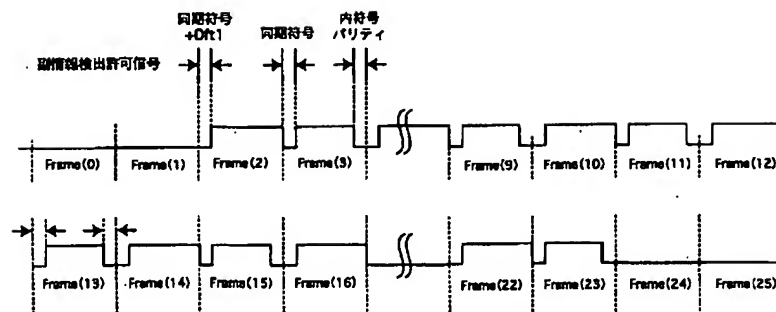 同期符号
+Dft1
同期符号
内符号
パリティ
副情報検出許可信号
Frame(0) Frame(1) Frame(2) Frame(3) Frame(9) Frame(10) Frame(11) Frame(12)
Frame(13) Frame(14) Frame(15) Frame(16) Frame(22) Frame(23) Frame(24) Frame(25)